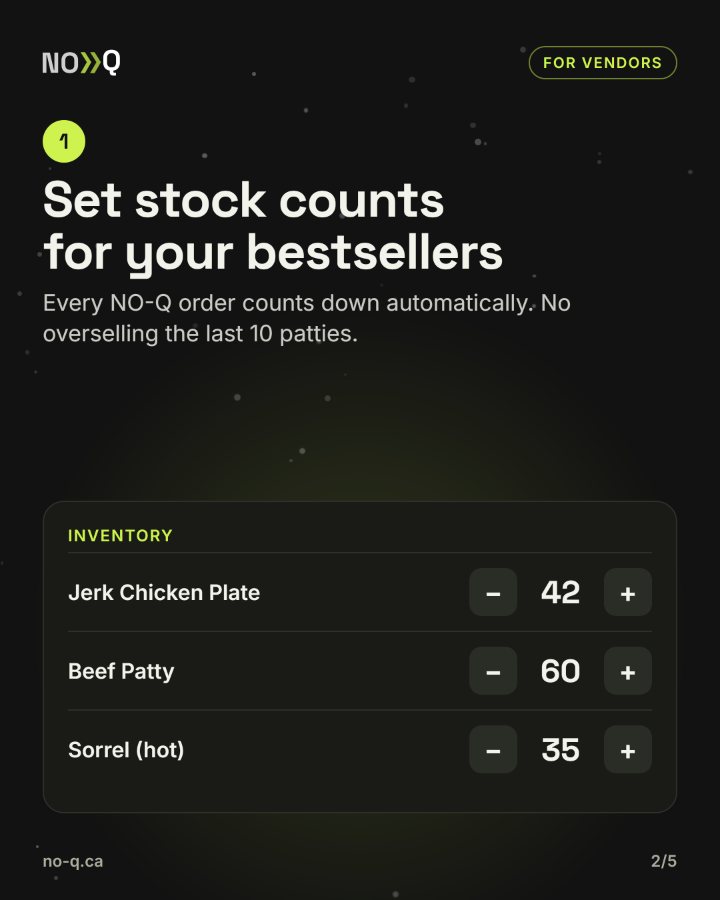 NO»Q
FOR VENDORS
1
Set stock counts
for your bestsellers
Every NO-Q order counts down automatically. No
overselling the last 10 patties.
INVENTORY
Jerk Chicken Plate − 42 +
Beef Patty − 60 +
Sorrel (hot) − 35 +
no-q.ca
2/5